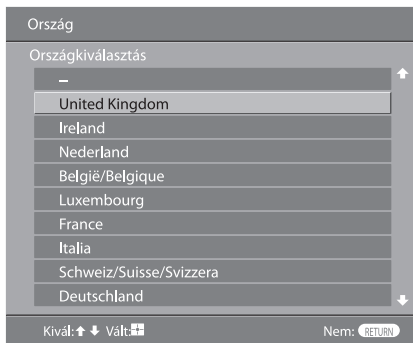 Ország
Országkiválasztás
–
United Kingdom
Ireland
Nederland
België/Belgique
Luxembourg
France
Italia
Schweiz/Suisse/Svizzera
Deutschland
Kivál: Vált: Nem: RETURN